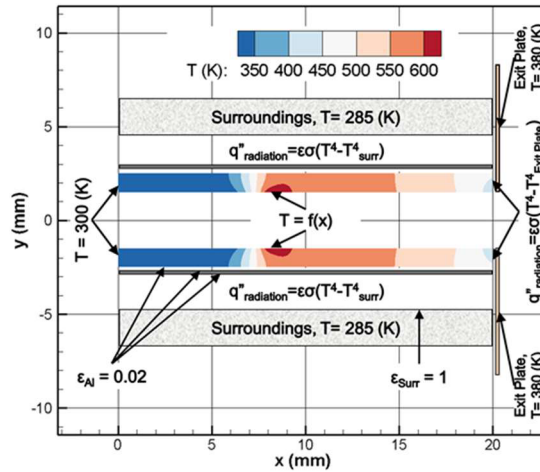 10
5
0
-5
-10
y (mm)
0
5
10
15
20
x (mm)
T (K):
350 400 450 500 550 600
Surroundings, T= 285 (K)
q"radiation=εσ(T⁴-T⁴surr)
T = 300 (K)
T = f(x)
q"radiation=εσ(T⁴-T⁴surr)
Surroundings, T= 285 (K)
εAl = 0.02
εSurr = 1
Exit Plate,
T= 380 (K)
q"radiation=εσ(T⁴-T⁴Exit Plate)
Exit Plate,
T= 380 (K)